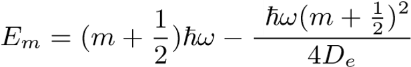 E_m = (m + \frac{1}{2})\hbar\omega - \frac{\hbar\omega(m + \frac{1}{2})^2}{4D_e}